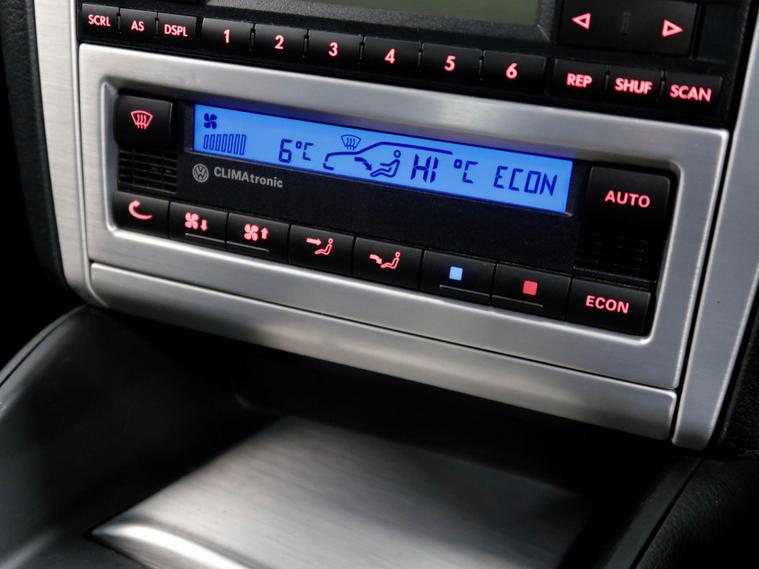 SCRL AS DSPL 1 2 3 4 5 6 REP SHUF SCAN
6°C HI °C ECON
CLIMAtronic
AUTO
ECON